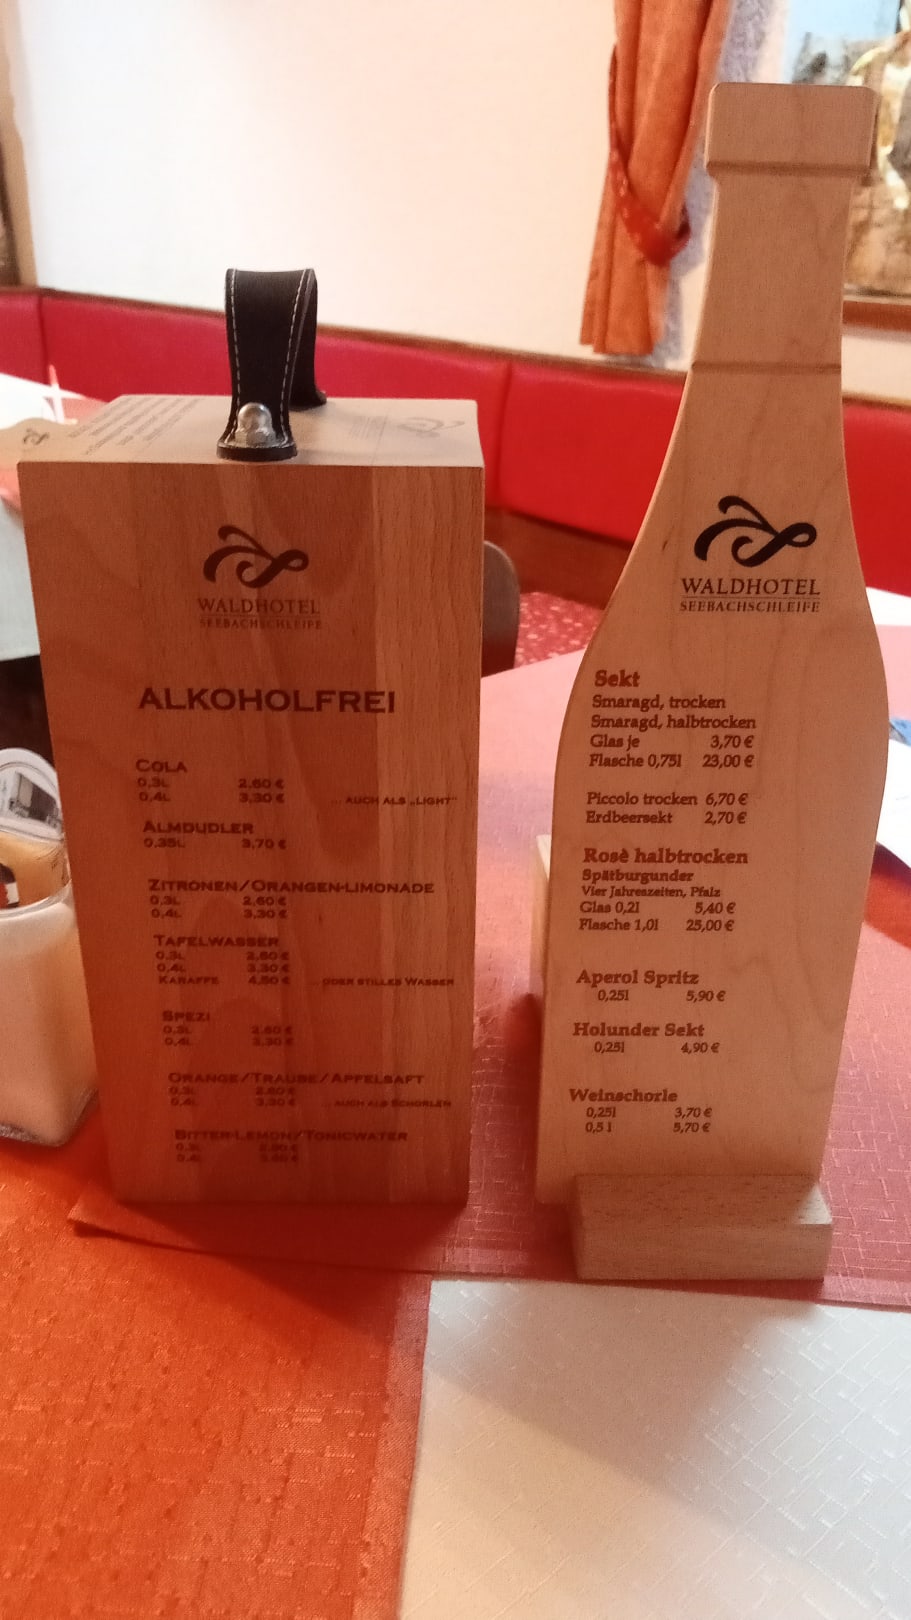 WALDHOTEL
SEEBACHSCHLEIFE
ALKOHOLFREI
COLA
0,3L 2,60 €
0,4L 3,30 € ... AUCH ALS „LIGHT"
ALMDUDLER
0,35L 3,70 €
ZITRONEN/ORANGEN-LIMONADE
0,3L 2,60 €
0,4L 3,30 €
TAFELWASSER
0,3L 2,60 €
0,4L 3,30 €
KARAFFE 4,50 € ... ODER STILLES WASSER
SPEZI
0,3L 2,60 €
0,4L 3,30 €
ORANGE/TRAUBE/APFELSAFT
0,3L 2,60 €
0,4L 3,30 € ... AUCH ALS SCHORLEN
BITTER-LEMON/TONICWATER
0,3L
0,4L
WALDHOTEL
SEEBACHSCHLEIFE
Sekt
Smaragd, trocken
Smaragd, halbtrocken
Glas je 3,70 €
Flasche 0,75l 23,00 €
Piccolo trocken 6,70 €
Erdbeersekt 2,70 €
Rosè halbtrocken
Spätburgunder
Vier Jahreszeiten, Pfalz
Glas 0,2l 5,40 €
Flasche 1,0l 25,00 €
Aperol Spritz
0,25l 5,90 €
Holunder Sekt
0,25l 4,90 €
Weinschorle
0,25l 3,70 €
0,5 l 5,70 €